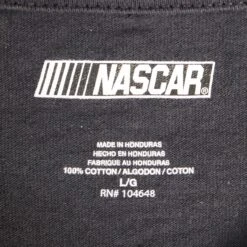 NASCAR®
MADE IN HONDURAS
HECHO EN HONDURAS
FABRIQUE AU HONDURAS
100% COTTON / ALGODON / COTON
L/G
RN# 104648